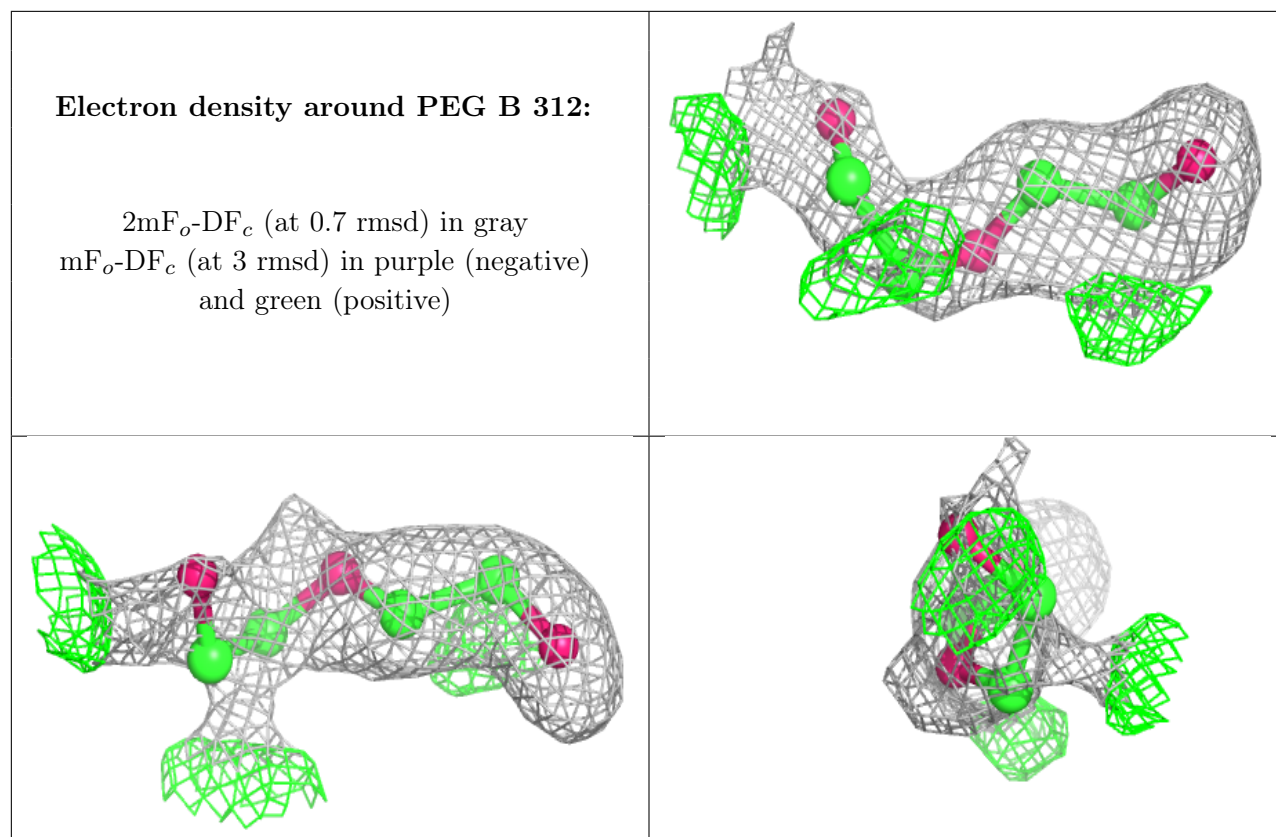 Electron density around PEG B 312:
2mFo-DFc (at 0.7 rmsd) in gray
mFo-DFc (at 3 rmsd) in purple (negative)
and green (positive)